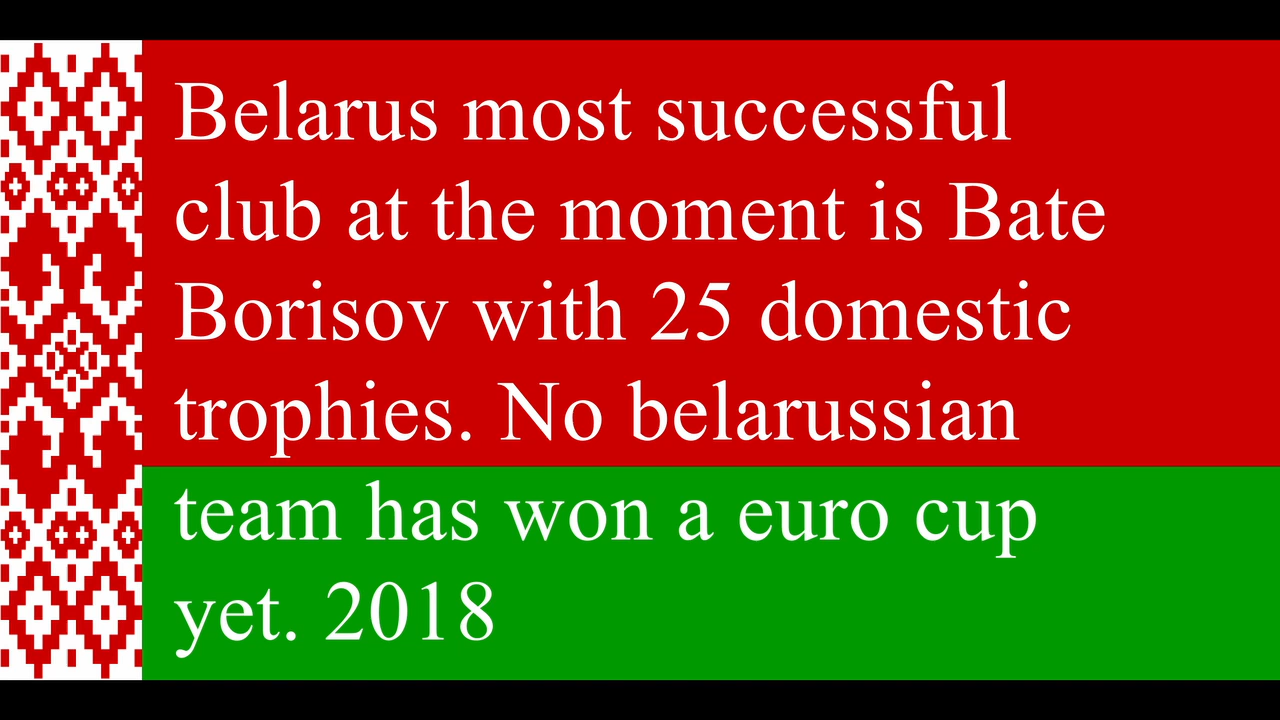 Belarus most successful
club at the moment is Bate
Borisov with 25 domestic
trophies. No belarussian
team has won a euro cup
yet. 2018